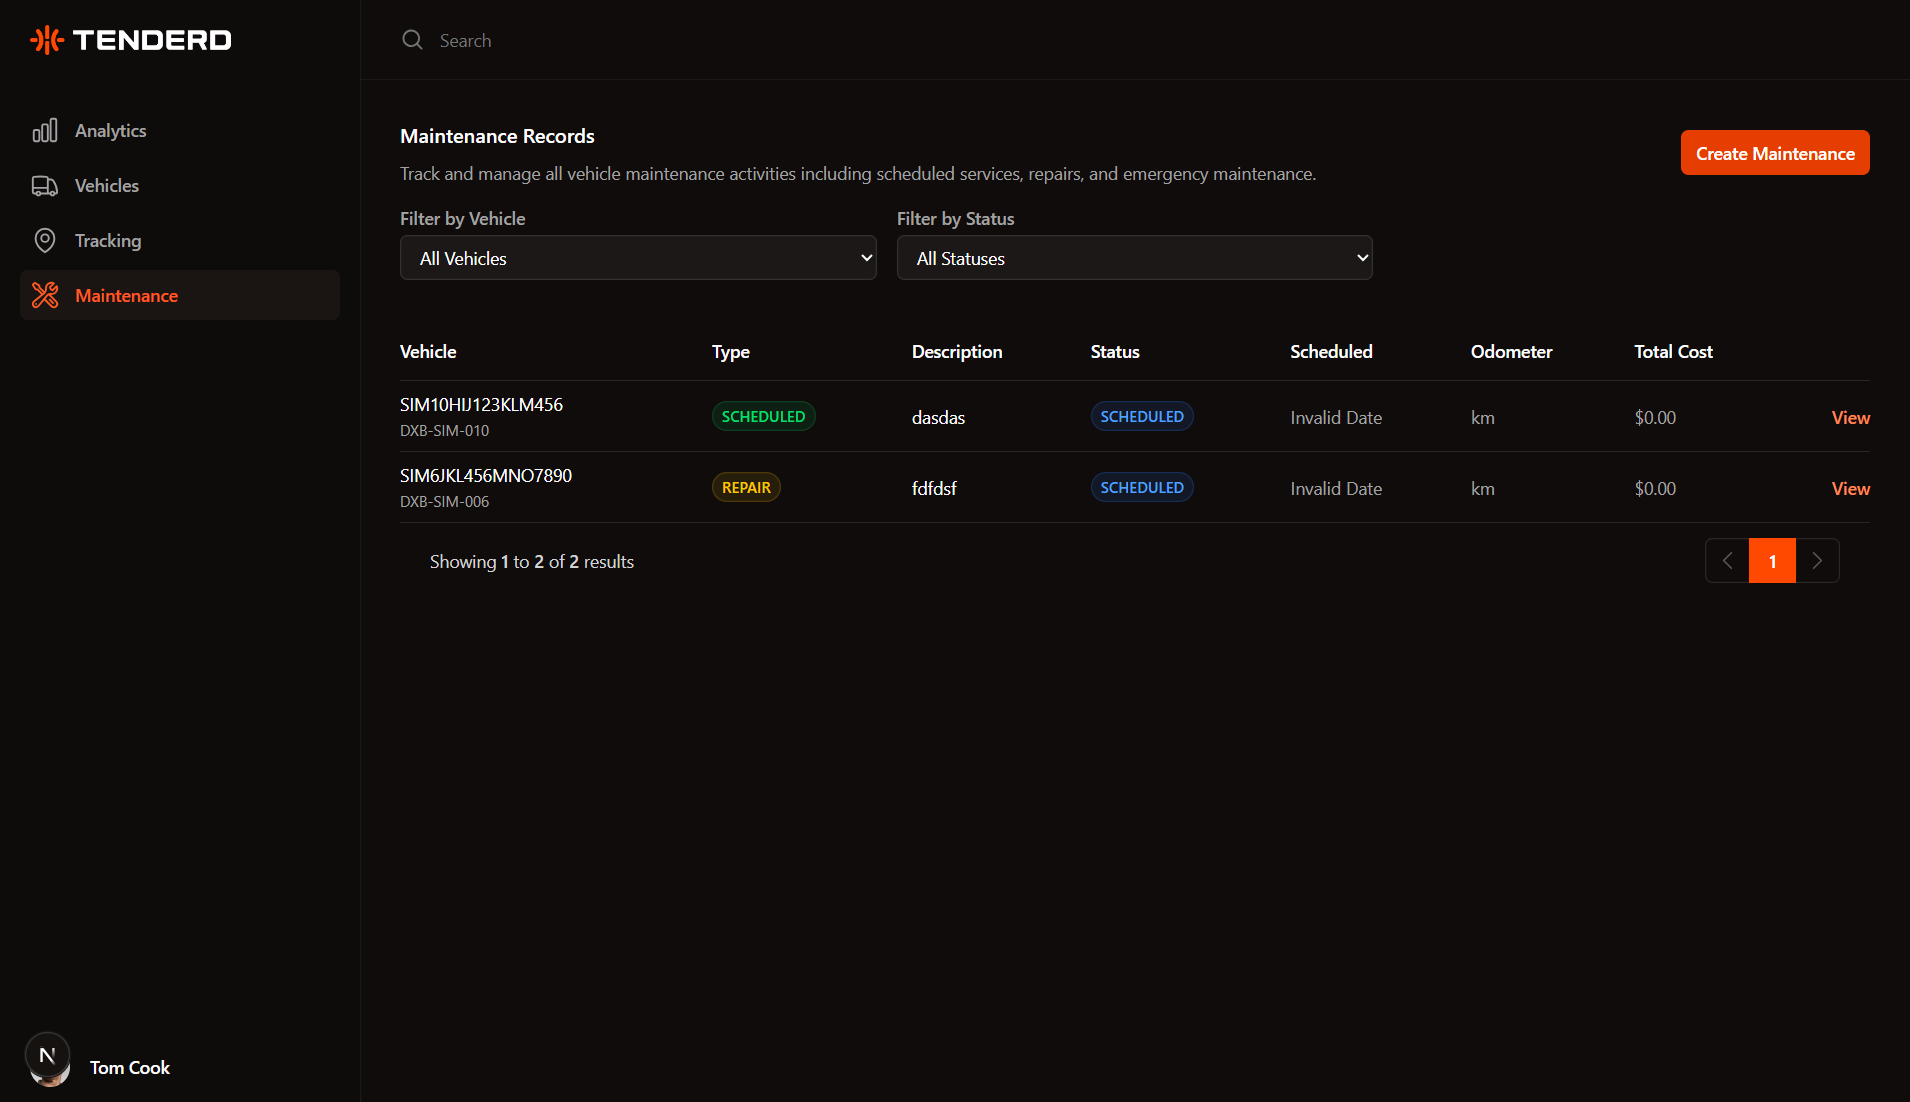 TENDERD
Search
Analytics
Vehicles
Tracking
Maintenance
Maintenance Records
Track and manage all vehicle maintenance activities including scheduled services, repairs, and emergency maintenance.
Create Maintenance
Filter by Vehicle
All Vehicles
Filter by Status
All Statuses
Vehicle Type Description Status Scheduled Odometer Total Cost
SIM10HIJ123KLM456 SCHEDULED dasdas SCHEDULED Invalid Date km $0.00 View
DXB-SIM-010
SIM6JKL456MNO7890 REPAIR fdfdsf SCHEDULED Invalid Date km $0.00 View
DXB-SIM-006
Showing 1 to 2 of 2 results
1
N
Tom Cook